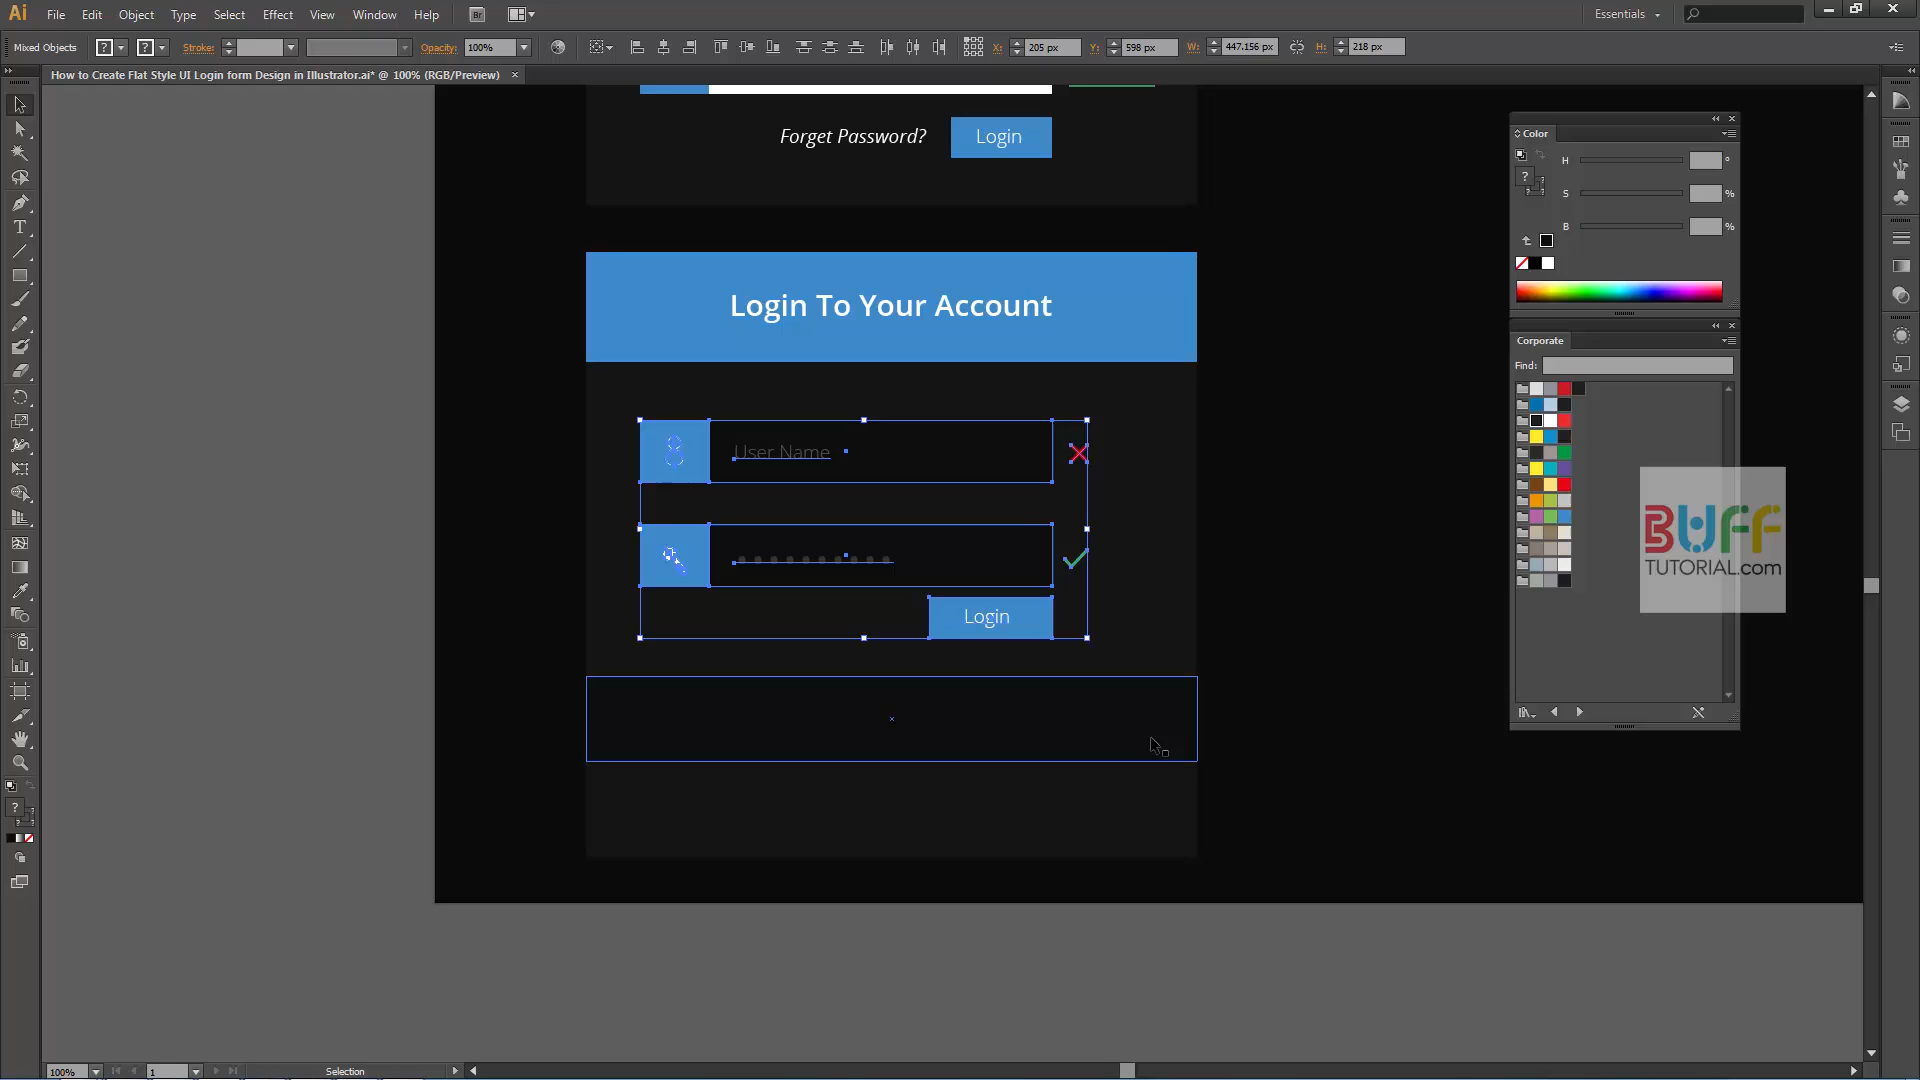 Ai File Edit Object Type Select Effect View Window Help Br Essentials
Mixed Objects ? ? Stroke: Opacity: 100% X: 205 px Y: 598 px W: 447.156 px H: 218 px
How to Create Flat Style UI Login form Design in Illustrator.ai* @ 100% (RGB/Preview)
Forget Password? Login
Color
H °
S %
B %
?
Login To Your Account
Corporate
Find:
User Name
BUFF
TUTORIAL.com
Login
?
100% 1 Selection